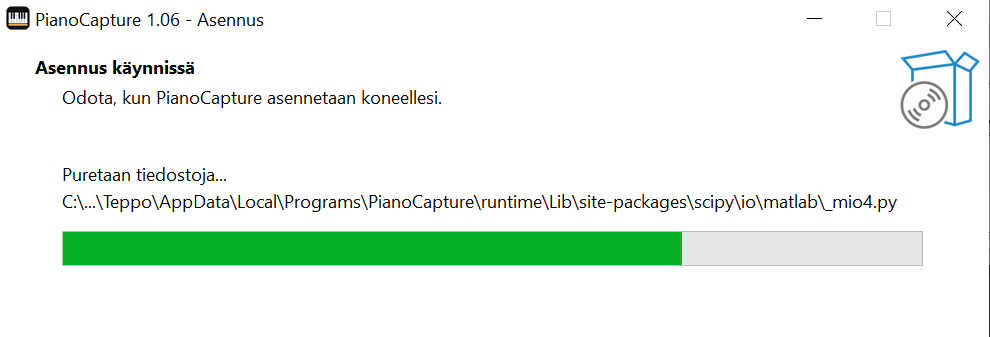 PianoCapture 1.06 - Asennus
Asennus käynnissä
Odota, kun PianoCapture asennetaan koneellesi.
Puretaan tiedostoja...
C:\...\Teppo\AppData\Local\Programs\PianoCapture\runtime\Lib\site-packages\scipy\io\matlab\_mio4.py